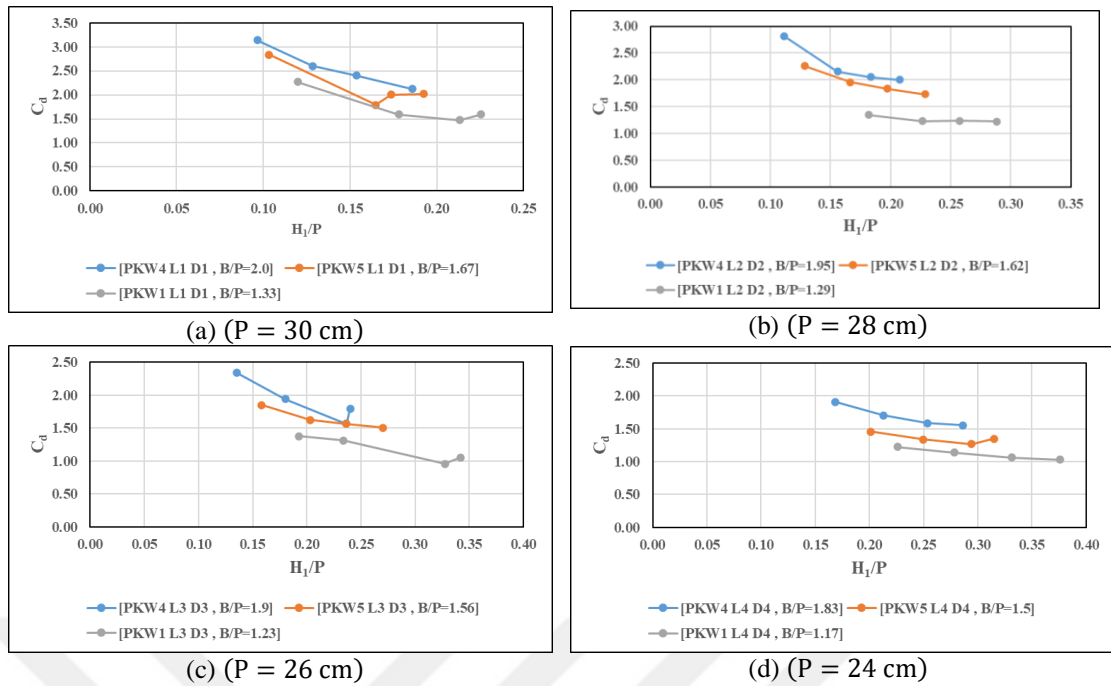 3.50
3.00
2.50
2.00
1.50
1.00
0.50
0.00
C_d
0.00 0.05 0.10 0.15 0.20 0.25
H₁/P
[PKW4 L1 D1 , B/P=2.0] [PKW5 L1 D1 , B/P=1.67]
[PKW1 L1 D1 , B/P=1.33]
(a) (P = 30 cm)
3.00
2.50
2.00
1.50
1.00
0.50
0.00
C_d
0.00 0.05 0.10 0.15 0.20 0.25 0.30 0.35
H₁/P
[PKW4 L2 D2 , B/P=1.95] [PKW5 L2 D2 , B/P=1.62]
[PKW1 L2 D2 , B/P=1.29]
(b) (P = 28 cm)
2.50
2.00
1.50
1.00
0.50
0.00
C_d
0.00 0.05 0.10 0.15 0.20 0.25 0.30 0.35 0.40
H₁/P
[PKW4 L3 D3 , B/P=1.9] [PKW5 L3 D3 , B/P=1.56]
[PKW1 L3 D3 , B/P=1.23]
(c) (P = 26 cm)
2.50
2.00
1.50
1.00
0.50
0.00
C_d
0.00 0.05 0.10 0.15 0.20 0.25 0.30 0.35 0.40
H₁/P
[PKW4 L4 D4 , B/P=1.83] [PKW5 L4 D4 , B/P=1.5]
[PKW1 L4 D4 , B/P=1.17]
(d) (P = 24 cm)